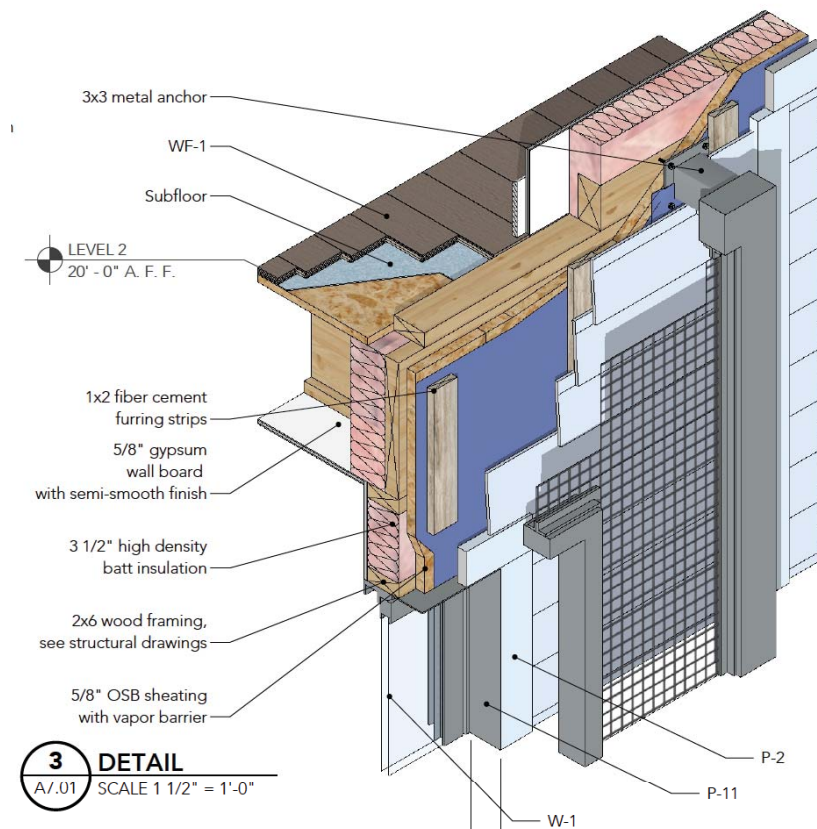 3x3 metal anchor
WF-1
Subfloor
LEVEL 2
20' - 0" A. F. F.
1x2 fiber cement
furring strips
5/8" gypsum
wall board
with semi-smooth finish
3 1/2" high density
batt insulation
2x6 wood framing,
see structural drawings
5/8" OSB sheating
with vapor barrier
3
DETAIL
A7.01
SCALE 1 1/2" = 1'-0"
P-2
P-11
W-1